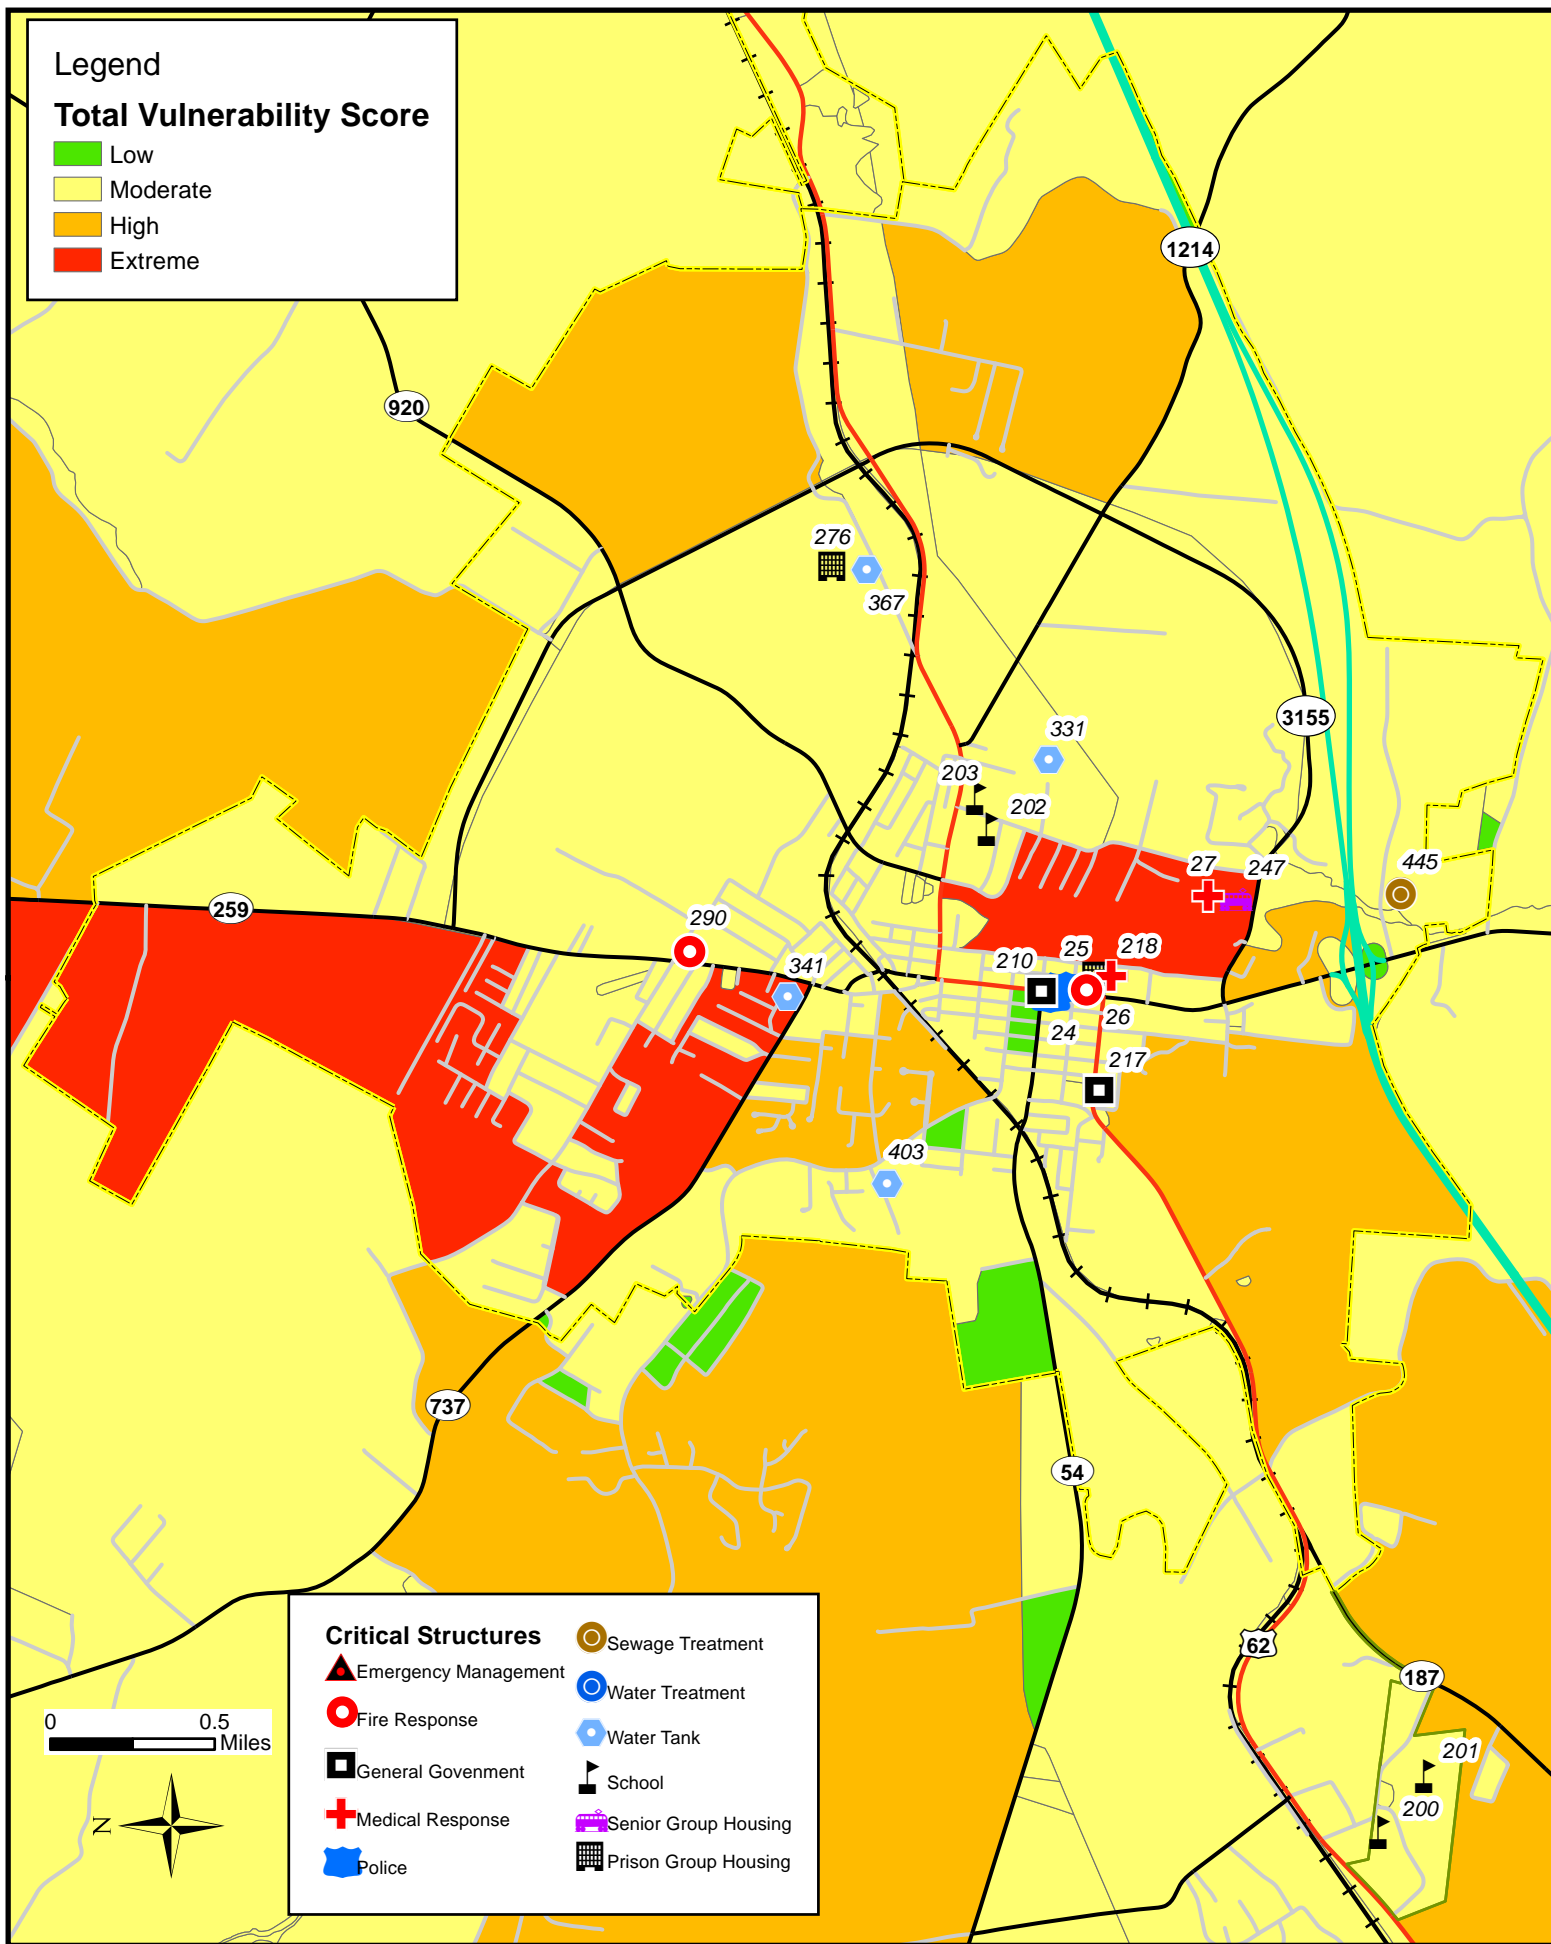 Legend
Total Vulnerability Score
Low
Moderate
High
Extreme
1214
920
276
367
3155
331
203
202
27
247
445
259
290
341
210
25
218
24
26
217
403
737
54
62
187
201
200
Critical Structures
Emergency Management
Fire Response
General Govenment
Medical Response
Police
Sewage Treatment
Water Treatment
Water Tank
School
Senior Group Housing
Prison Group Housing
0 0.5
Miles
N